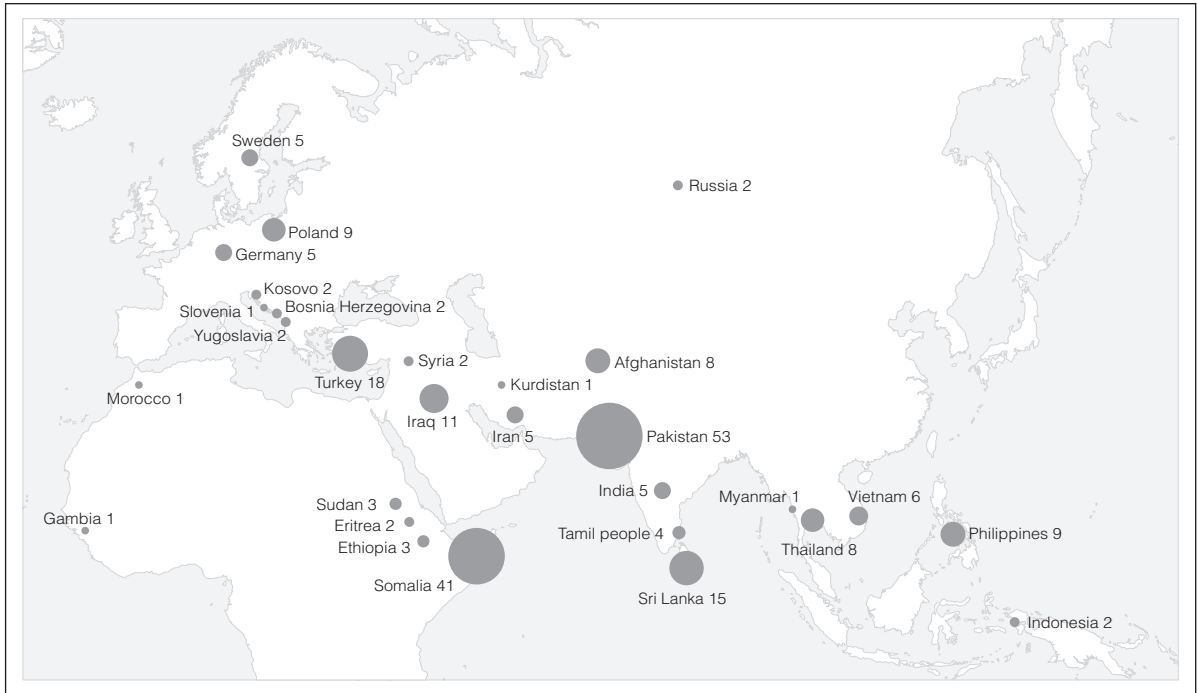 Sweden 5
Russia 2
Poland 9
Germany 5
Kosovo 2
Slovenia 1
Bosnia Herzegovina 2
Yugoslavia 2
Syria 2
Afghanistan 8
Turkey 18
Kurdistan 1
Morocco 1
Iraq 11
Iran 5
Pakistan 53
India 5
Myanmar 1
Vietnam 6
Sudan 3
Gambia 1
Eritrea 2
Tamil people 4
Philippines 9
Ethiopia 3
Thailand 8
Somalia 41
Sri Lanka 15
Indonesia 2